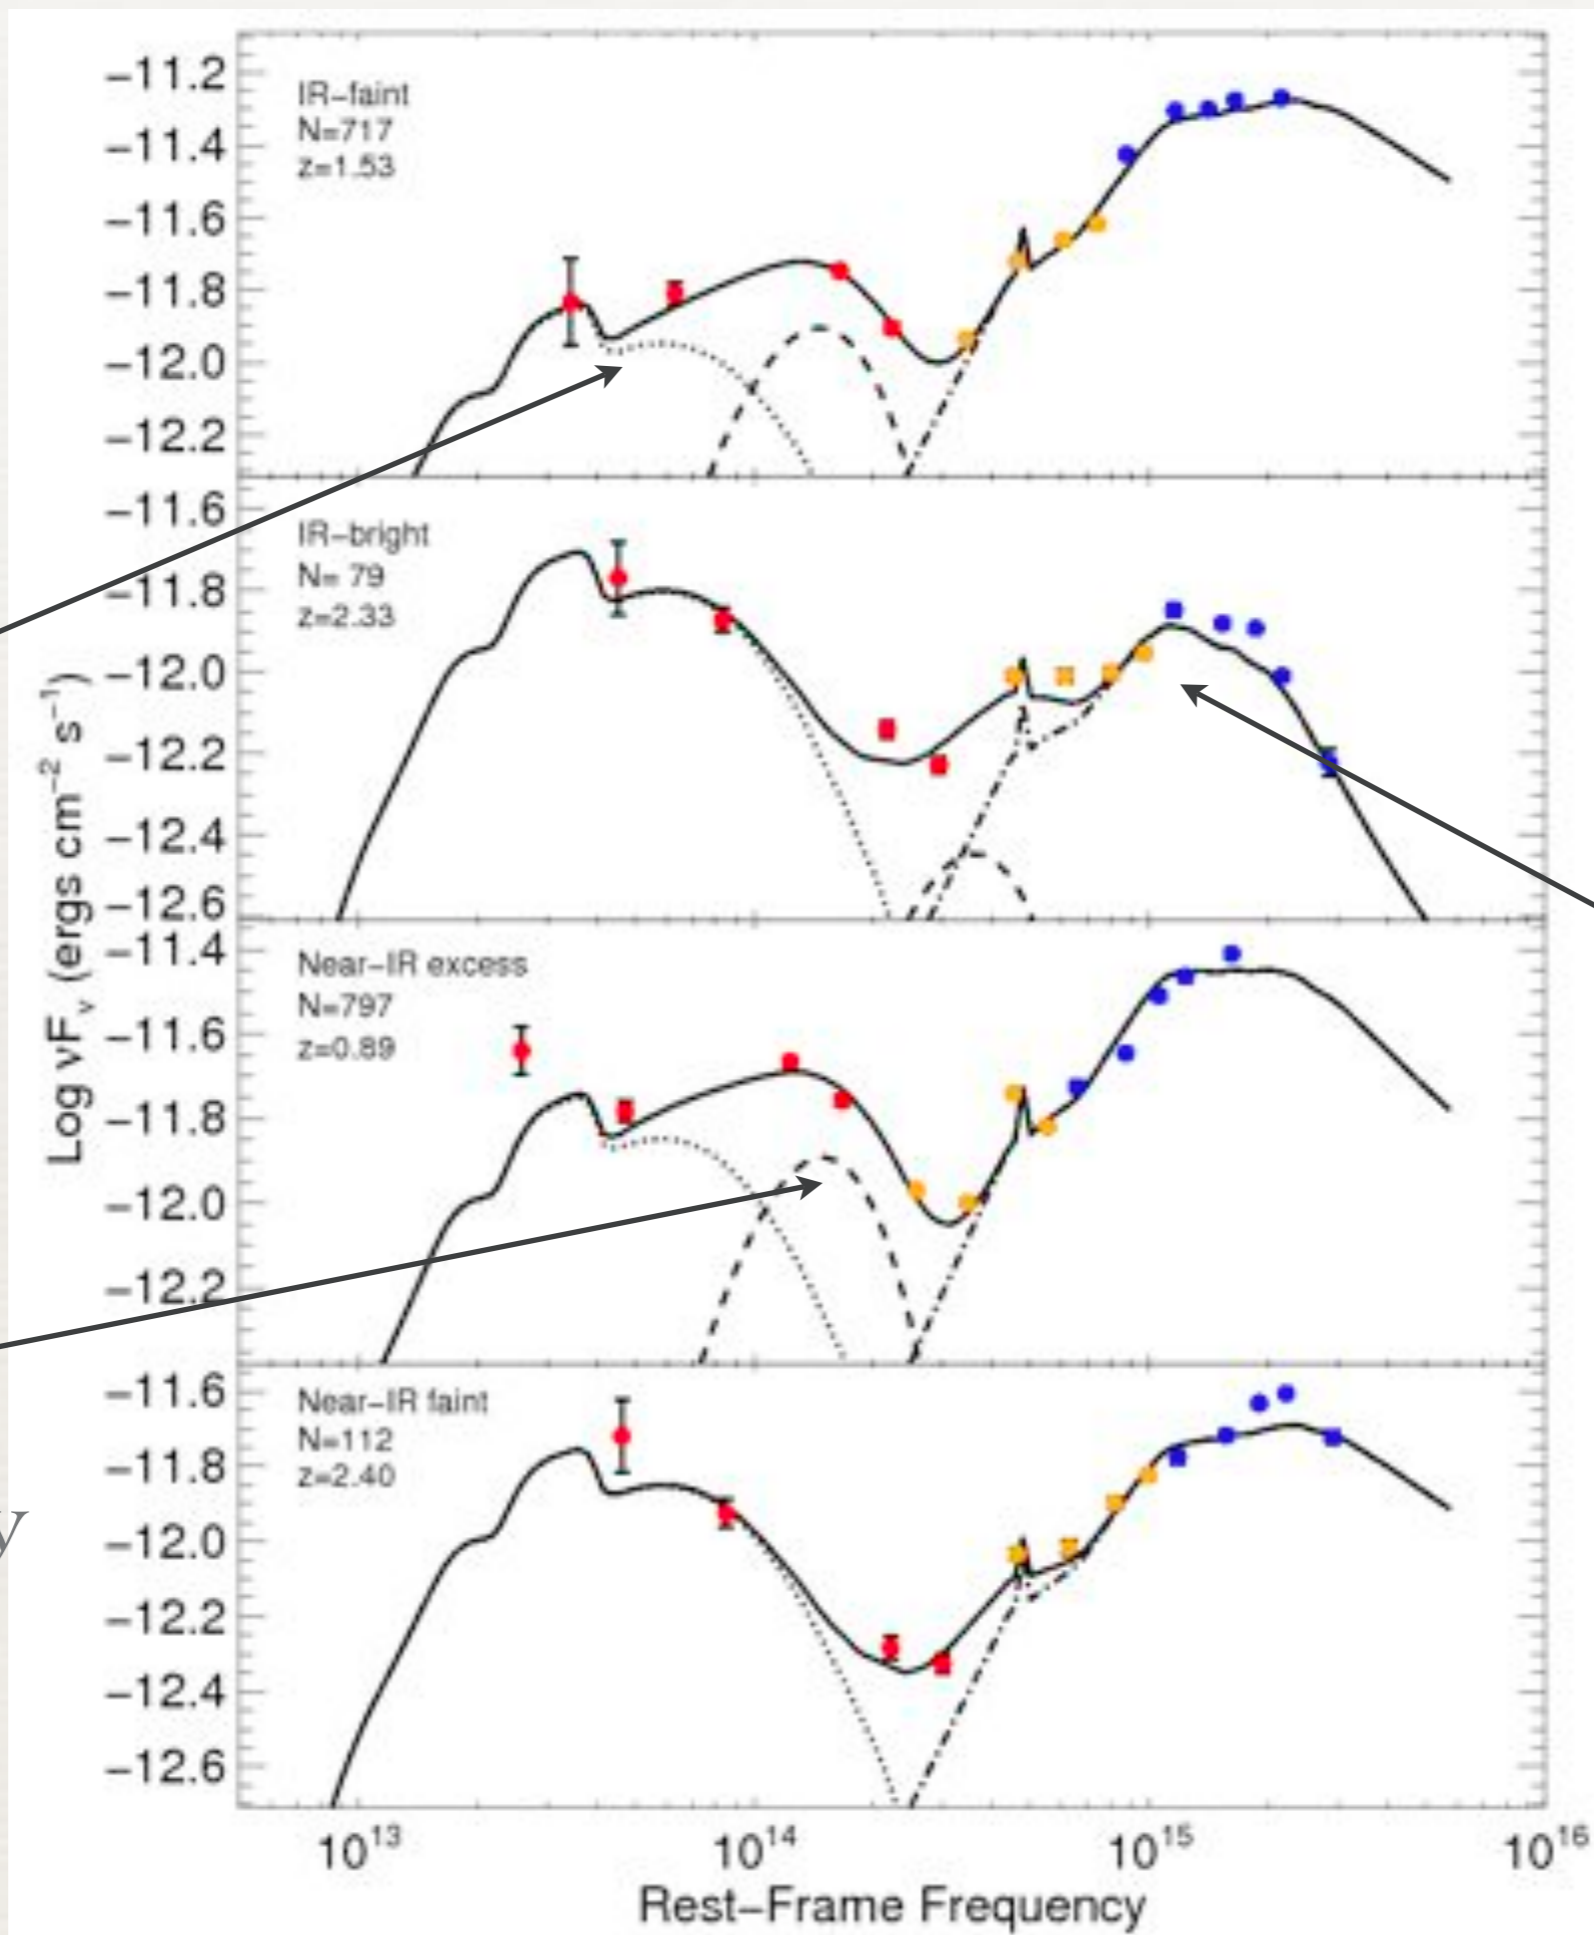 −11.2
−11.4
−11.6
−11.8
−12.0
−12.2
IR−faint
N=717
z=1.53
−11.6
−11.8
−12.0
−12.2
−12.4
−12.6
IR−bright
N= 79
z=2.33
Log νFν (ergs cm−2 s−1)
−11.4
−11.6
−11.8
−12.0
−12.2
Near−IR excess
N=797
z=0.89
−11.6
−11.8
−12.0
−12.2
−12.4
−12.6
Near−IR faint
N=112
z=2.40
y
10^13 10^14 10^15 10^16
Rest−Frame Frequency